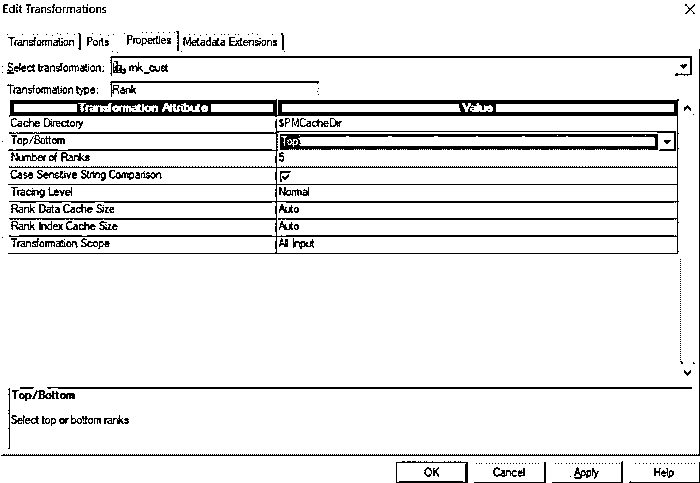 Edit Transformations
Transformation Ports Properties Metadata Extensions
Select transformation: rnk_cust
Transformation type: Rank
Transformation Attribute Value
Cache Directory $PMCacheDir
Top/Bottom Top
Number of Ranks 5
Case Sensitive String Comparison
Tracing Level Normal
Rank Data Cache Size Auto
Rank Index Cache Size Auto
Transformation Scope All Input
Top/Bottom
Select top or bottom ranks
OK Cancel Apply Help